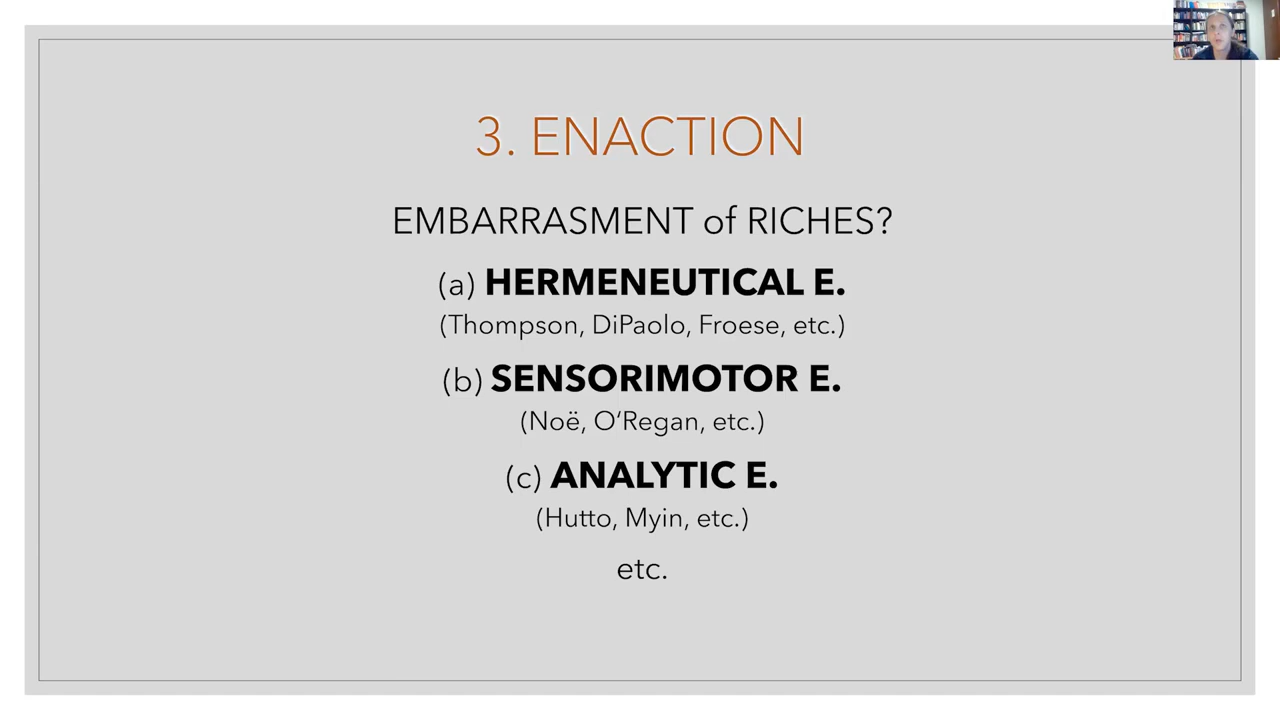 3. ENACTION
EMBARRASMENT of RICHES?
(a) HERMENEUTICAL E.
(Thompson, DiPaolo, Froese, etc.)
(b) SENSORIMOTOR E.
(Noë, O‘Regan, etc.)
(c) ANALYTIC E.
(Hutto, Myin, etc.)
etc.